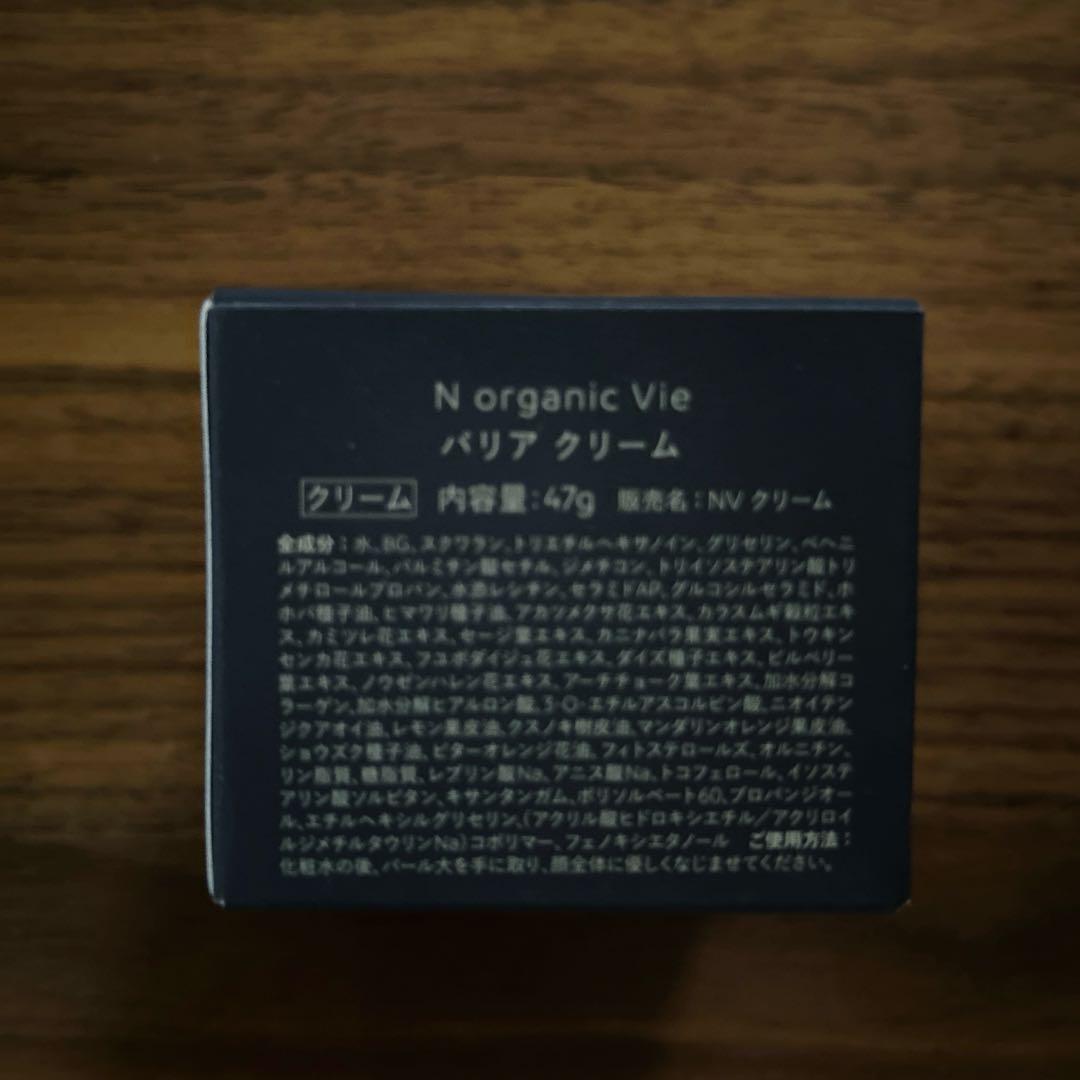 N organic Vie
バリア クリーム
クリーム 内容量:47g 販売名:NV クリーム
全成分:水、BG、スクワラン、トリエチルヘキサノイン、グリセリン、ベヘニ
ルアルコール、パルミチン酸セチル、ジメチコン、トリイソステアリン酸トリ
メチロールプロパン、水添レシチン、セラミドAP、グルコシルセラミド、ホ
ホバ種子油、ヒマワリ種子油、アカツメクサ花エキス、カラスムギ穀粒エキ
ス、カミツレ花エキス、セージ葉エキス、カニナバラ果実エキス、トウキン
センカ花エキス、フユボダイジュ花エキス、ダイズ種子エキス、ビルベリー
葉エキス、ノウゼンハレン花エキス、アーチチョーク葉エキス、加水分解コ
ラーゲン、加水分解ヒアルロン酸、3-O-エチルアスコルビン酸、ニオイテン
ジクアオイ油、レモン果皮油、クスノキ樹皮油、マンダリンオレンジ果皮油、
ショウズク種子油、ビターオレンジ花油、フィトステロールズ、オルニチン、
リン脂質、糖脂質、レブリン酸Na、アニス酸Na、トコフェロール、イソステ
アリン酸ソルビタン、キサンタンガム、ポリソルベート60、プロパンジオー
ル、エチルヘキシルグリセリン、(アクリル酸ヒドロキシエチル/アクリロイ
ルジメチルタウリンNa)コポリマー、フェノキシエタノール ご使用方法:
化粧水の後、パール大を手に取り、顔全体に優しくなじませてください。